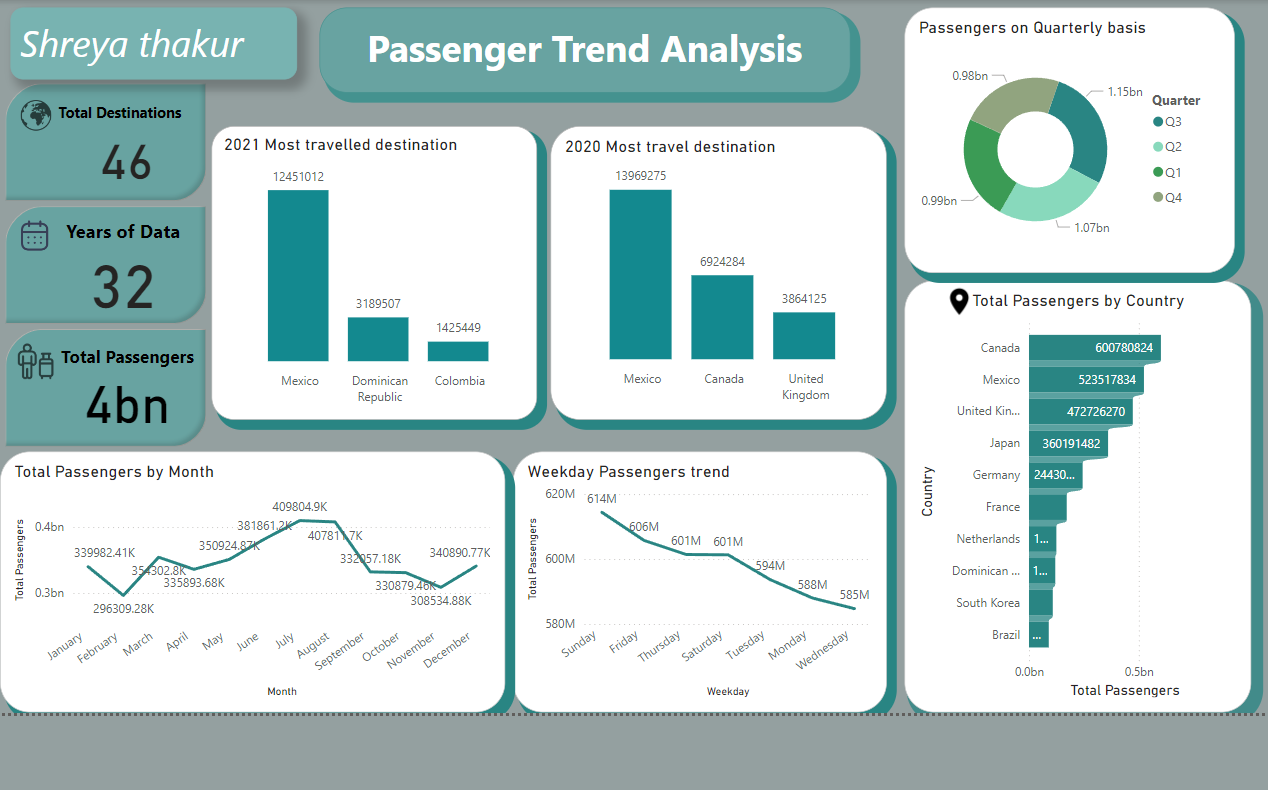 Shreya thakur
Passenger Trend Analysis
Total Destinations
46
Years of Data
32
Total Passengers
4bn
2021 Most travelled destination
12451012
3189507
1425449
Mexico
Dominican
Republic
Colombia
2020 Most travel destination
13969275
6924284
3864125
Mexico
Canada
United
Kingdom
Passengers on Quarterly basis
0.98bn
1.15bn
0.99bn
1.07bn
Quarter
Q3
Q2
Q1
Q4
Total Passengers by Country
Country
Canada 600780824
Mexico 523517834
United Kin... 472726270
Japan 360191482
Germany 24430...
France
Netherlands 1...
Dominican ... 1...
South Korea
Brazil ...
0.0bn 0.5bn
Total Passengers
Total Passengers by Month
Total Passengers
0.4bn
0.3bn
339982.41K
296309.28K
354302.8K
335893.68K
350924.87K
381861.2K
409804.9K
407811.7K
332057.18K
330879.46K
308534.88K
340890.77K
January
February
March
April
May
June
July
August
September
October
November
December
Month
Weekday Passengers trend
Total Passengers
620M
600M
580M
614M
606M
601M
601M
594M
588M
585M
Sunday
Friday
Thursday
Saturday
Tuesday
Monday
Wednesday
Weekday